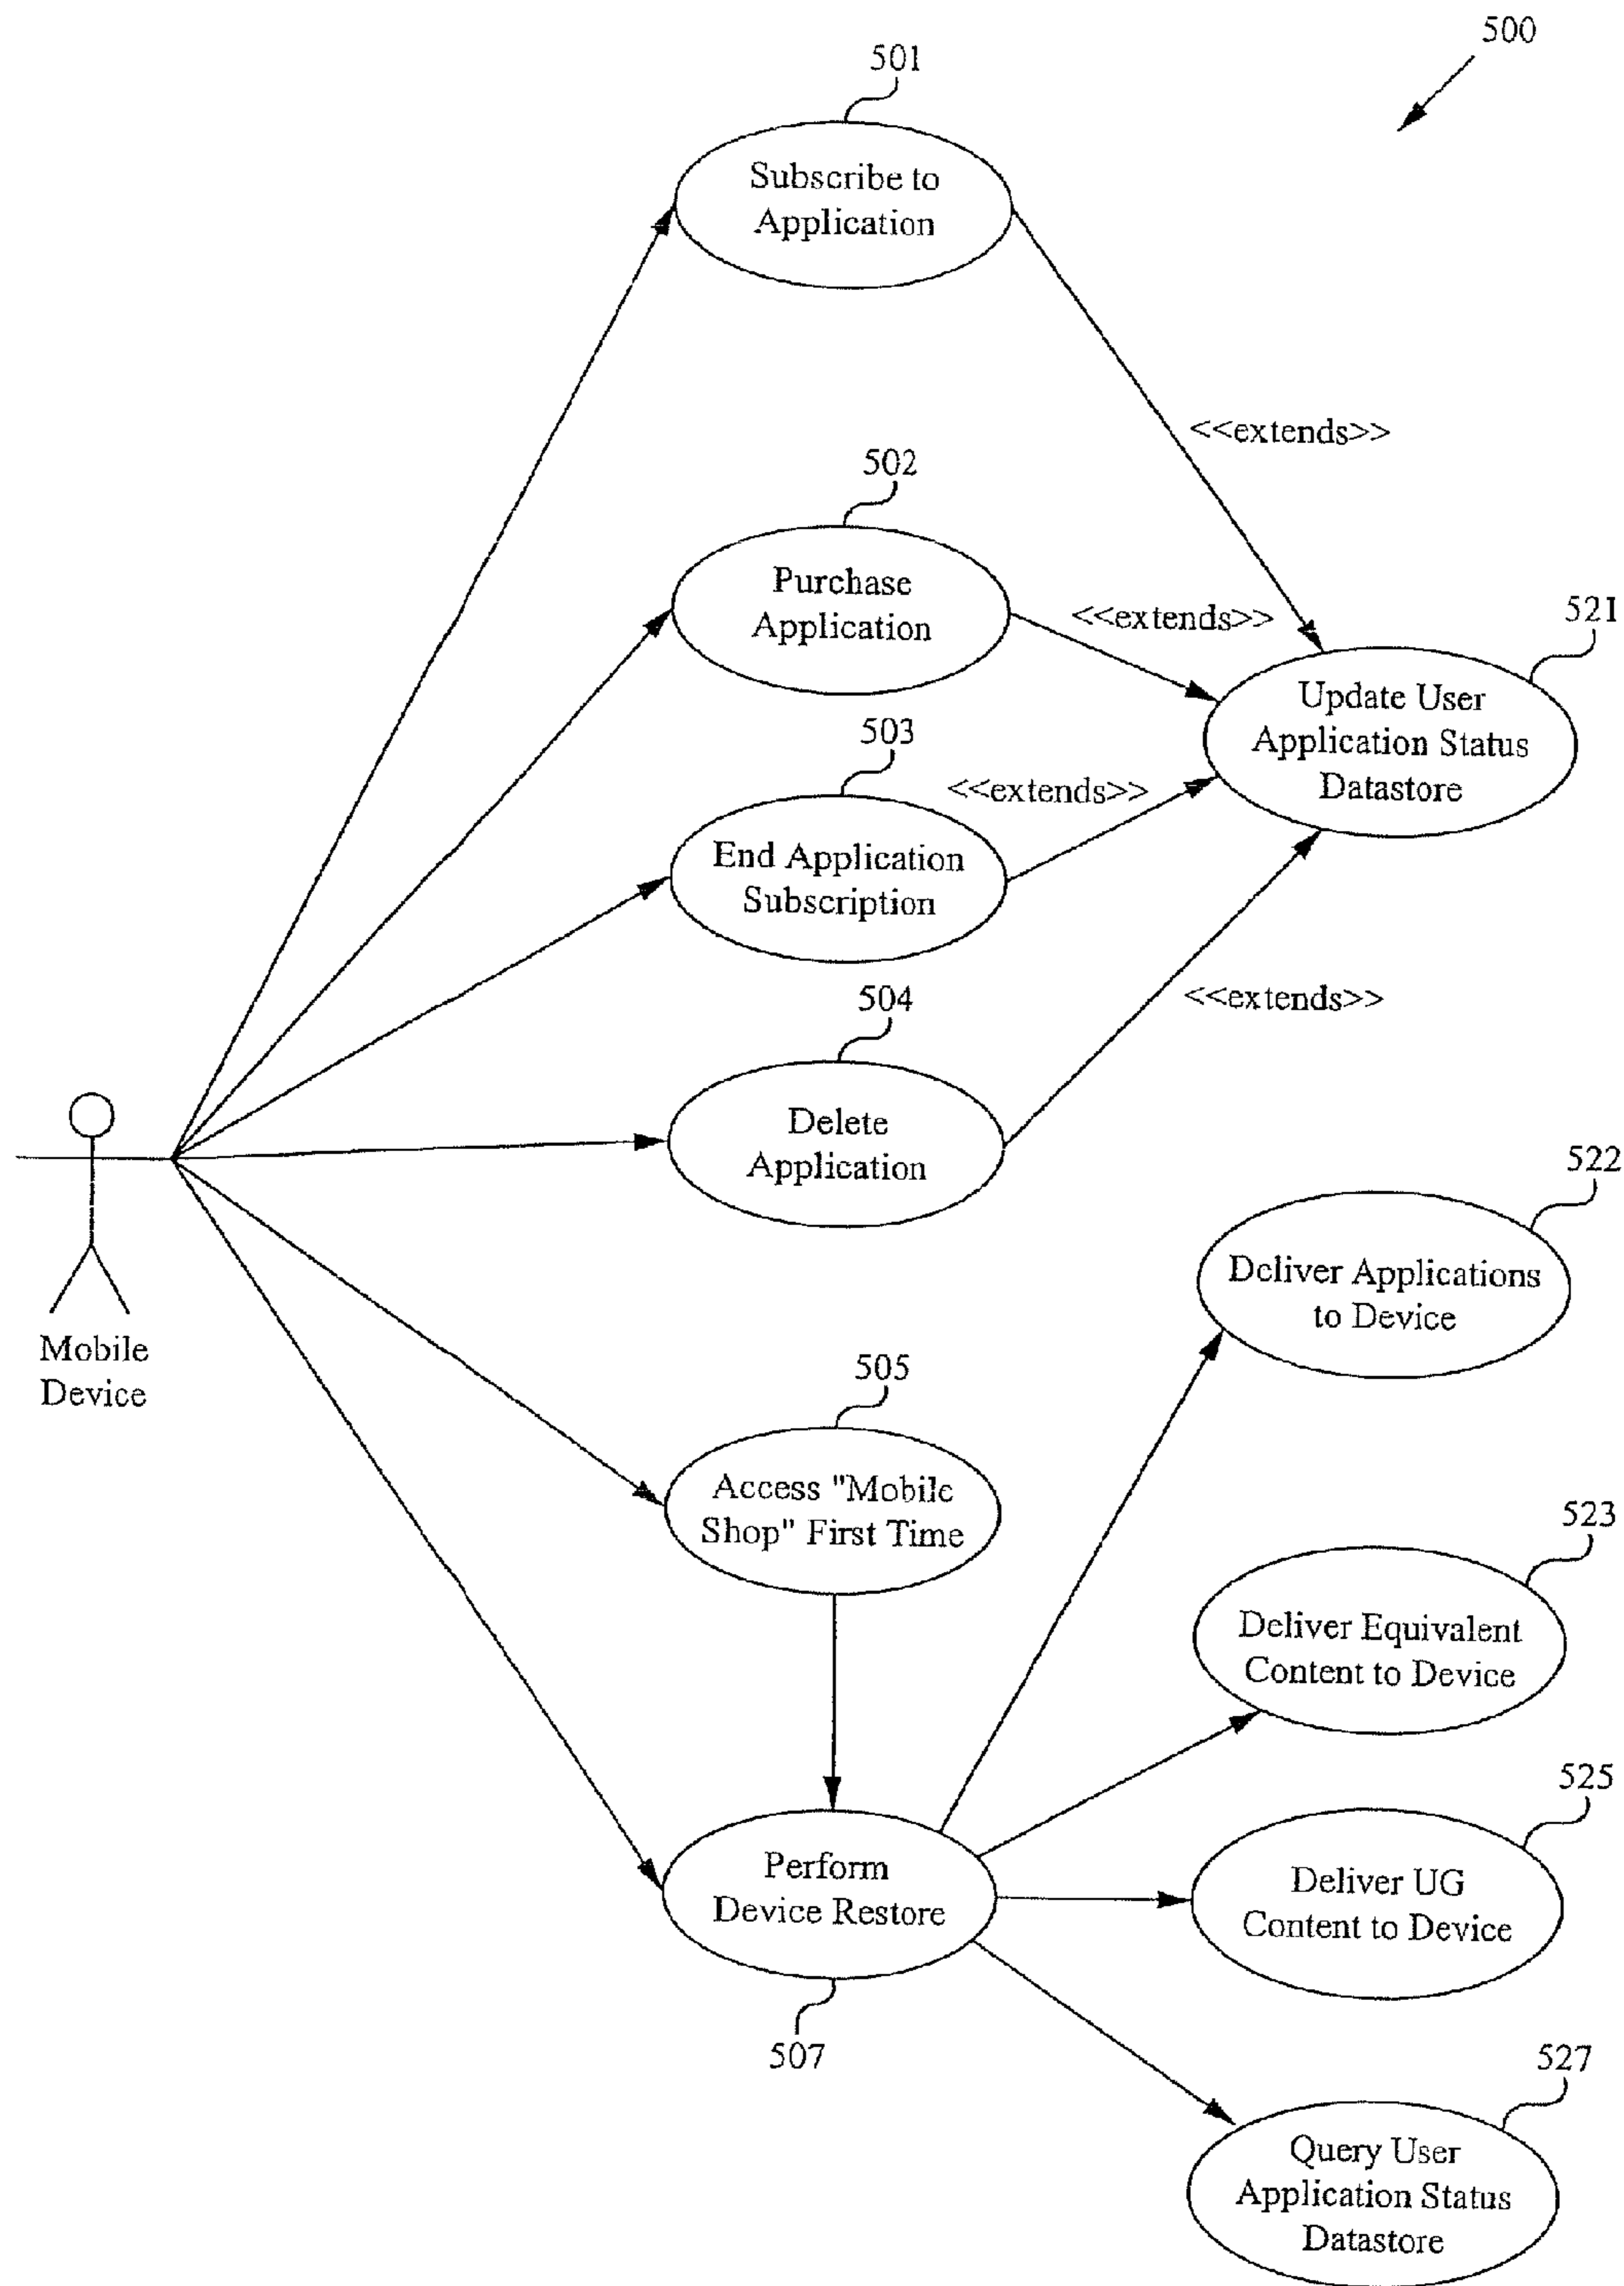 500
501
Subscribe to
Application
<<extends>>
502
Purchase
Application
<<extends>>
521
Update User
Application Status
Datastore
503
End Application
Subscription
<<extends>>
504
Delete
Application
<<extends>>
Mobile
Device
522
Deliver Applications
to Device
505
Access "Mobile
Shop" First Time
523
Deliver Equivalent
Content to Device
525
Deliver UG
Content to Device
Perform
Device Restore
507
527
Query User
Application Status
Datastore